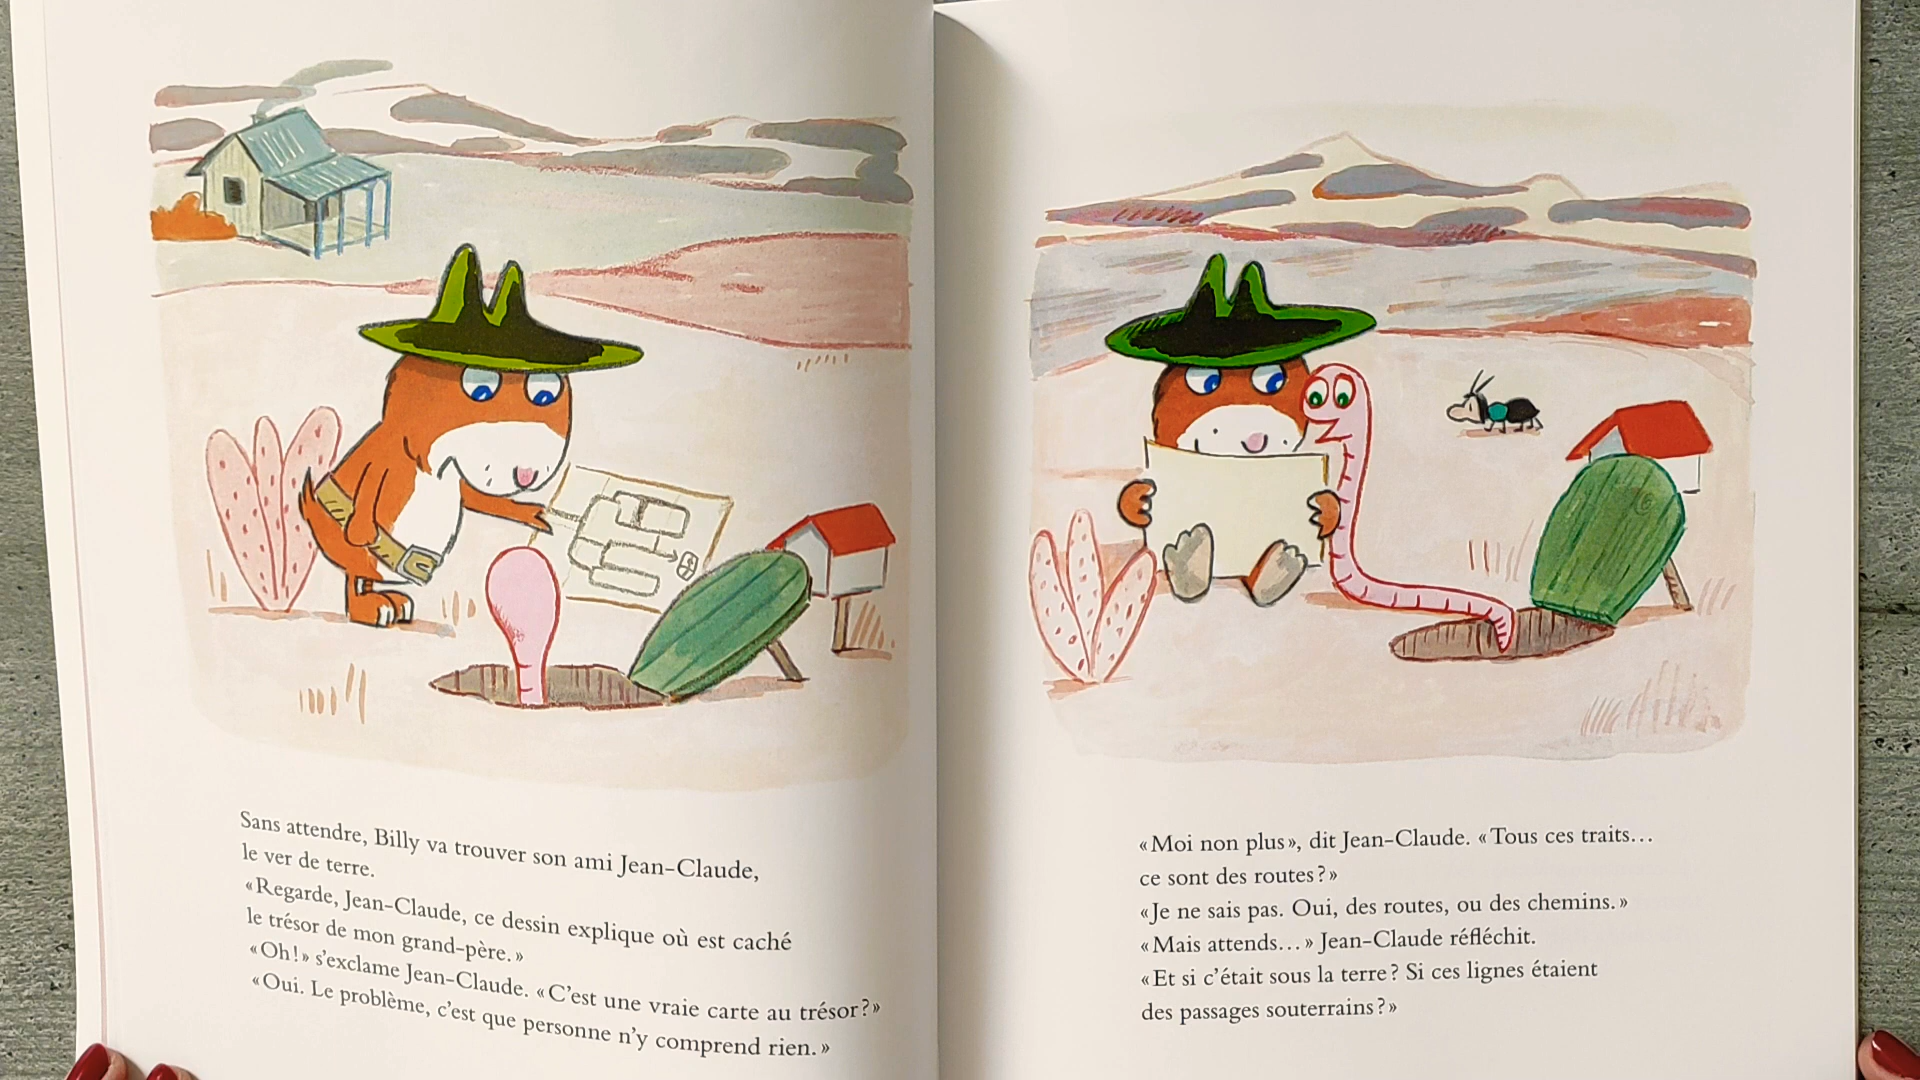 Sans attendre, Billy va trouver son ami Jean-Claude,
le ver de terre.
« Regarde, Jean-Claude, ce dessin explique où est caché
le trésor de mon grand-père. »
« Oh ! » s'exclame Jean-Claude. « C'est une vraie carte au trésor ? »
« Oui. Le problème, c'est que personne n'y comprend rien. »
« Moi non plus », dit Jean-Claude. « Tous ces traits…
ce sont des routes ? »
« Je ne sais pas. Oui, des routes, ou des chemins. »
« Mais attends… » Jean-Claude réfléchit.
« Et si c'était sous la terre ? Si ces lignes étaient
des passages souterrains ? »